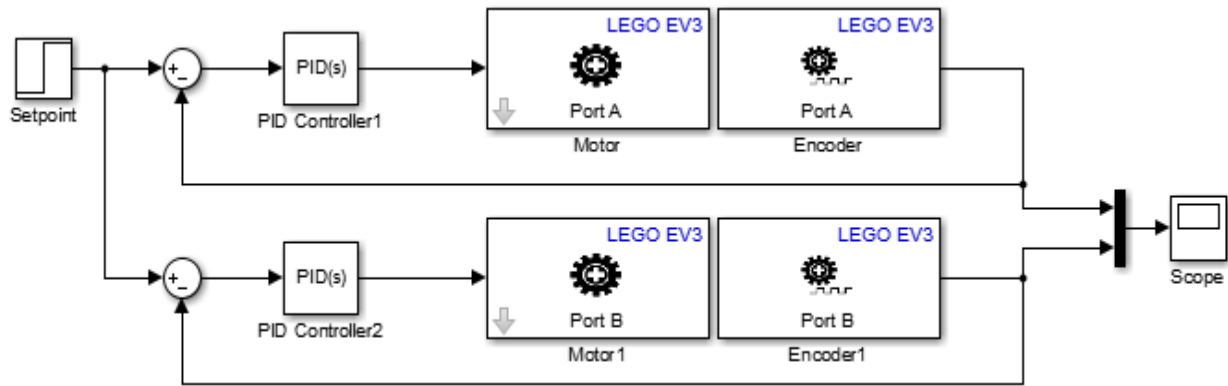 Setpoint
+
−
PID(s)
PID Controller1
LEGO EV3
Port A
Motor
LEGO EV3
Port A
Encoder
+
−
PID(s)
PID Controller2
LEGO EV3
Port B
Motor1
LEGO EV3
Port B
Encoder1
Scope